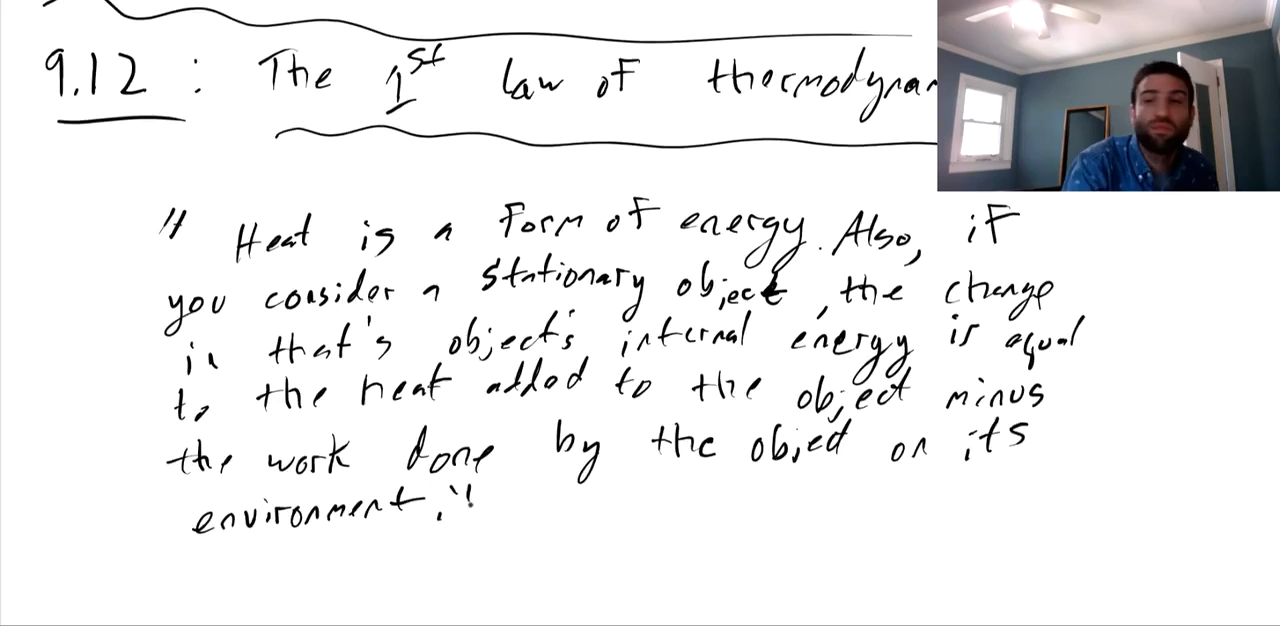 9.12 : The 1st law of thermodynam
" Heat is a form of energy. Also, if
you consider a stationary object, the change
in that's object's internal energy is equal
to the heat added to the object minus
the work done by the object on its
environment."